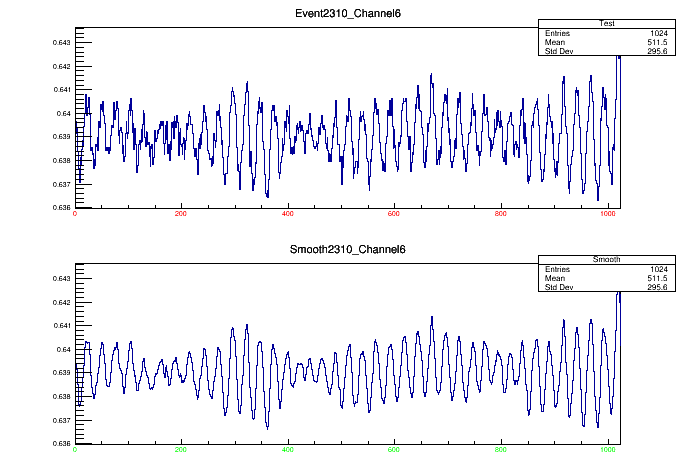 Event2310_Channel6
Test
Entries 1024
Mean 511.5
Std Dev 295.6
0.643
0.642
0.641
0.64
0.639
0.638
0.637
0.636
0 200 400 600 800 1000
Smooth2310_Channel6
Smooth
Entries 1024
Mean 511.5
Std Dev 295.6
0.643
0.642
0.641
0.64
0.639
0.638
0.637
0.636
0 200 400 600 800 1000